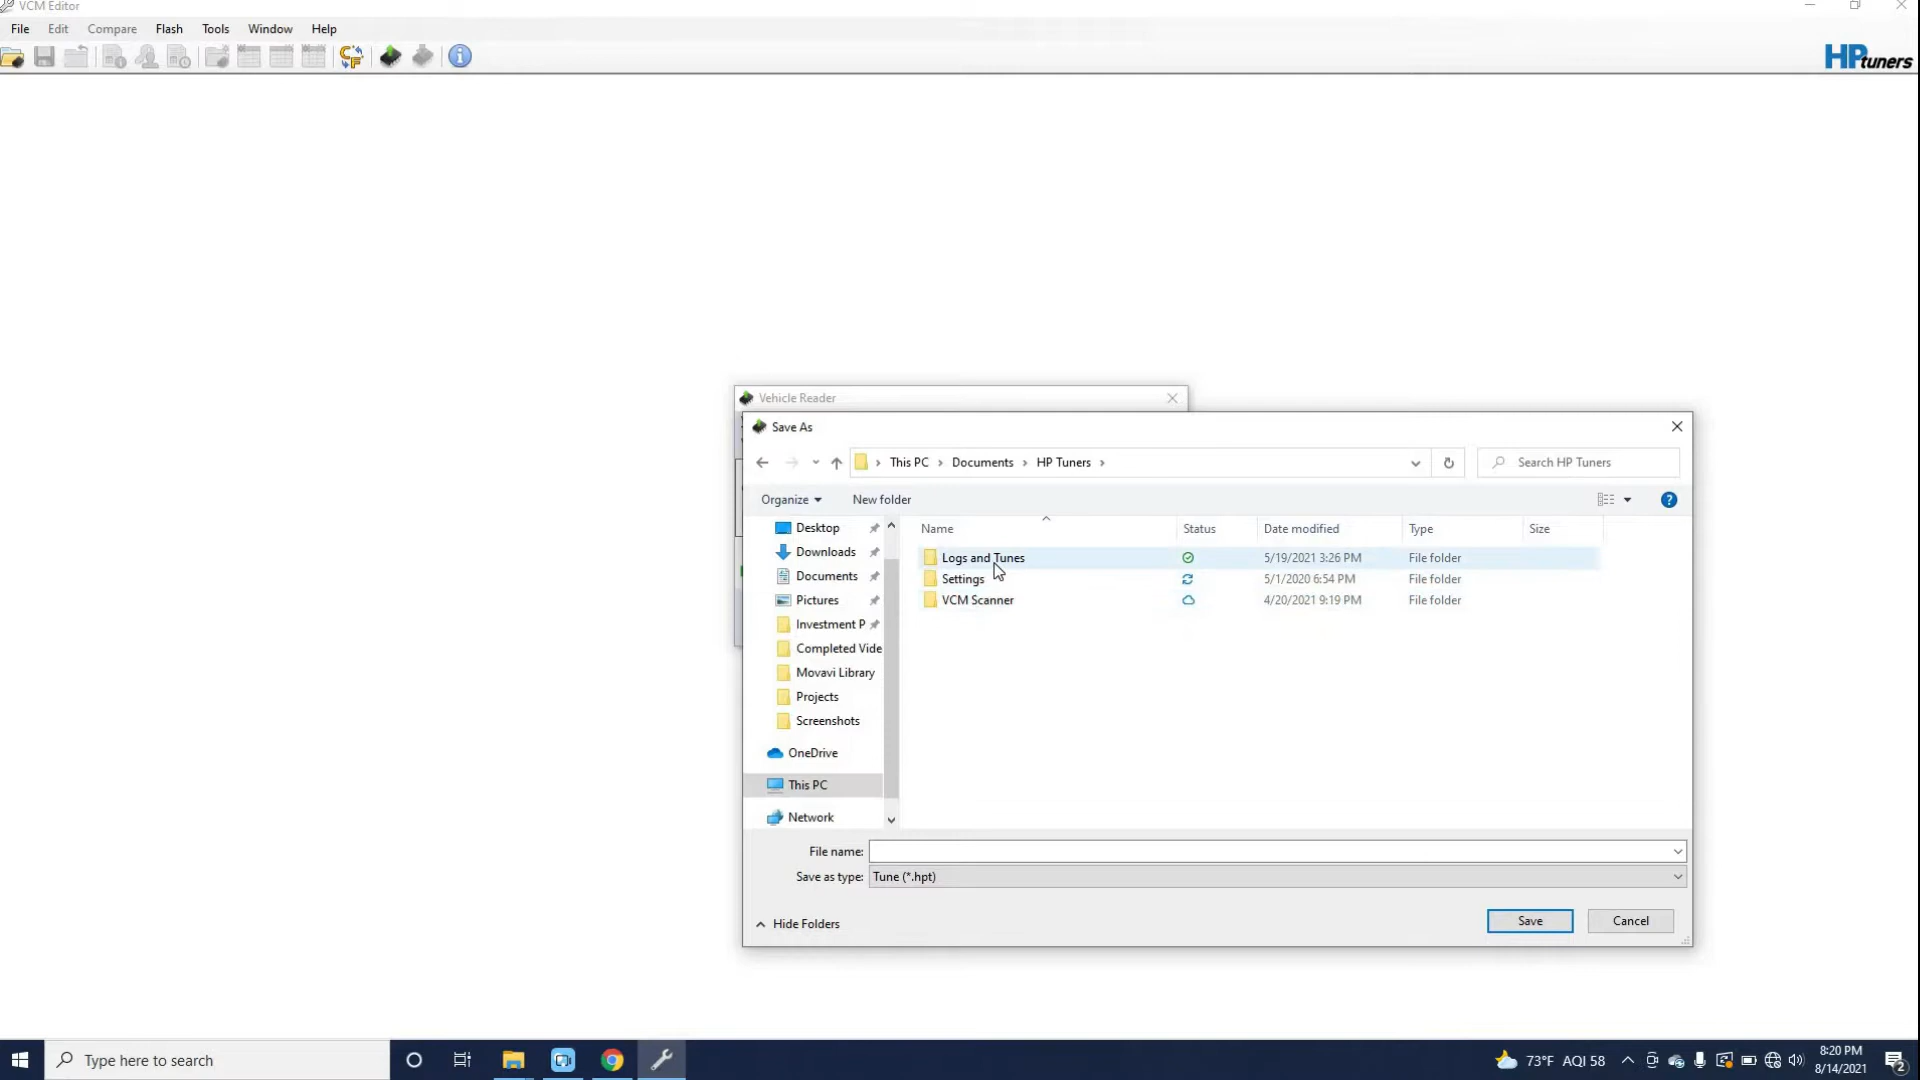 VCM Editor
File Edit Compare Flash Tools Window Help
HPtuners
Vehicle Reader
Save As
This PC Documents HP Tuners
Search HP Tuners
Organize New folder
Name Status Date modified Type Size
Desktop
Downloads
Documents
Pictures
Investment P
Completed Vide
Movavi Library
Projects
Screenshots
OneDrive
This PC
Network
Logs and Tunes 5/19/2021 3:26 PM File folder
Settings 5/1/2020 6:54 PM File folder
VCM Scanner 4/20/2021 9:19 PM File folder
File name:
Save as type: Tune (*.hpt)
Hide Folders
Save Cancel
Type here to search
73°F AQI 58
8:20 PM
8/14/2021
2